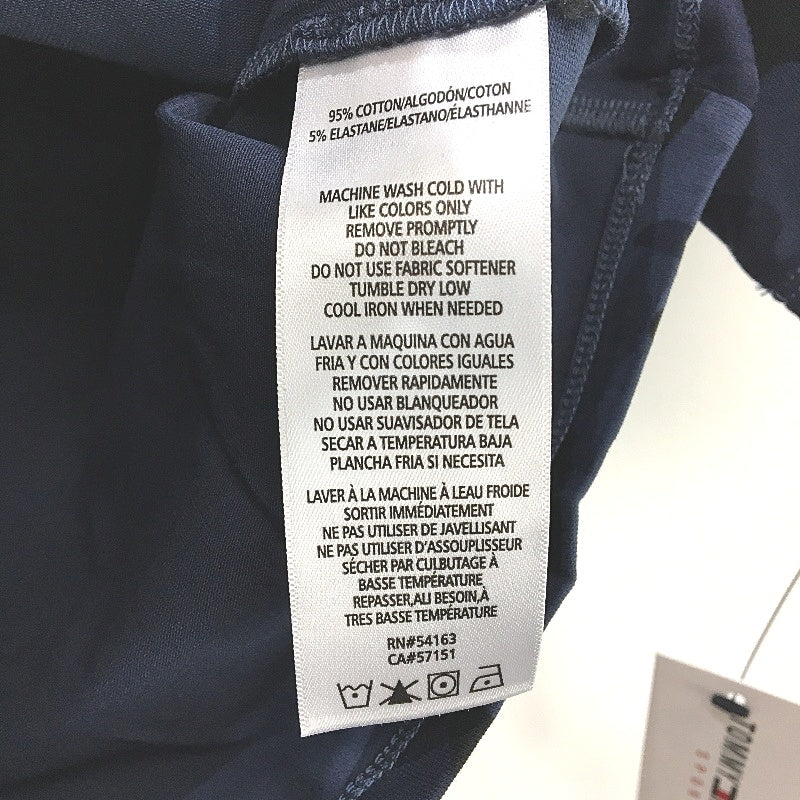 95% COTTON/ALGODÓN/COTON
5% ELASTANE/ELASTANO/ÉLASTHANNE
MACHINE WASH COLD WITH
LIKE COLORS ONLY
REMOVE PROMPTLY
DO NOT BLEACH
DO NOT USE FABRIC SOFTENER
TUMBLE DRY LOW
COOL IRON WHEN NEEDED
LAVAR A MAQUINA CON AGUA
FRIA Y CON COLORES IGUALES
REMOVER RAPIDAMENTE
NO USAR BLANQUEADOR
NO USAR SUAVISADOR DE TELA
SECAR A TEMPERATURA BAJA
PLANCHA FRIA SI NECESITA
LAVER À LA MACHINE À LEAU FROIDE
SORTIR IMMÉDIATEMENT
NE PAS UTILISER DE JAVELLISANT
NE PAS UTILISER D'ASSOUPLISSEUR
SÉCHER PAR CULBUTAGE À
BASSE TEMPÉRATURE
REPASSER,AU BESOIN,À
TRES BASSE TEMPÉRATURE
RN#54163
CA#57151
TOMMY